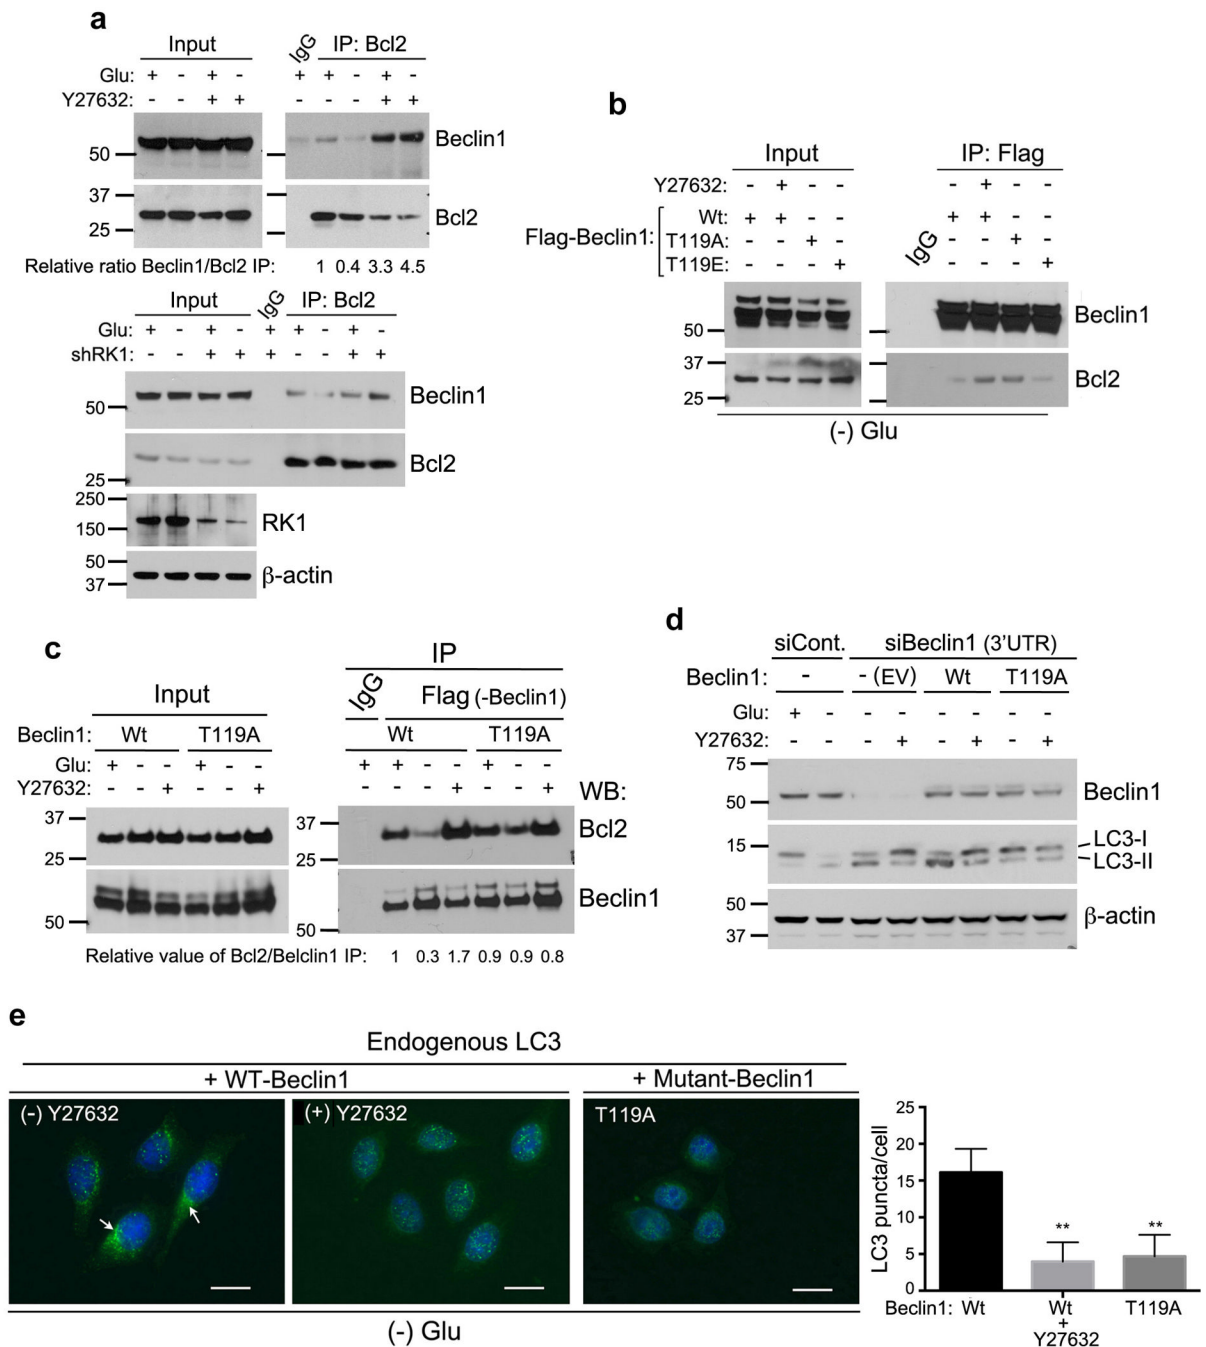 a
Input
IgG
IP: Bcl2
Glu: + - + - + + - + -
Y27632: - - + + - - - + +
Beclin1
50
37
Bcl2
25
Relative ratio Beclin1/Bcl2 IP: 1 0.4 3.3 4.5
Input
IgG
IP: Bcl2
Glu: + - + - + + - + -
shRK1: - - + + + - - + +
Beclin1
50
Bcl2
25
250
RK1
150
50
β-actin
37
b
Input
IP: Flag
Y27632: - + - - - + - -
Flag-Beclin1:
Wt: + + - - + + - -
T119A: - - + - - - + -
T119E: - - - + - - - +
IgG
Beclin1
50
37
Bcl2
25
(-) Glu
c
IP
Input
IgG
Flag (-Beclin1)
Beclin1: Wt T119A Wt T119A
Glu: + - - + - - + + - - + - -
Y27632: - - + - - + - - - + - - +
WB:
37 37
Bcl2
25 25
Beclin1
50 50
Relative value of Bcl2/Belclin1 IP: 1 0.3 1.7 0.9 0.9 0.8
d
siCont. siBeclin1 (3'UTR)
Beclin1: - - (EV) Wt T119A
Glu: + - - - - - - -
Y27632: - - - + - + - +
75
Beclin1
50
15
LC3-I
LC3-II
50
β-actin
37
e
Endogenous LC3
+ WT-Beclin1
+ Mutant-Beclin1
(-) Y27632
(+) Y27632
T119A
(-) Glu
LC3 puncta/cell
25
20
15
10
5
0
**
**
Beclin1: Wt Wt T119A
+
Y27632